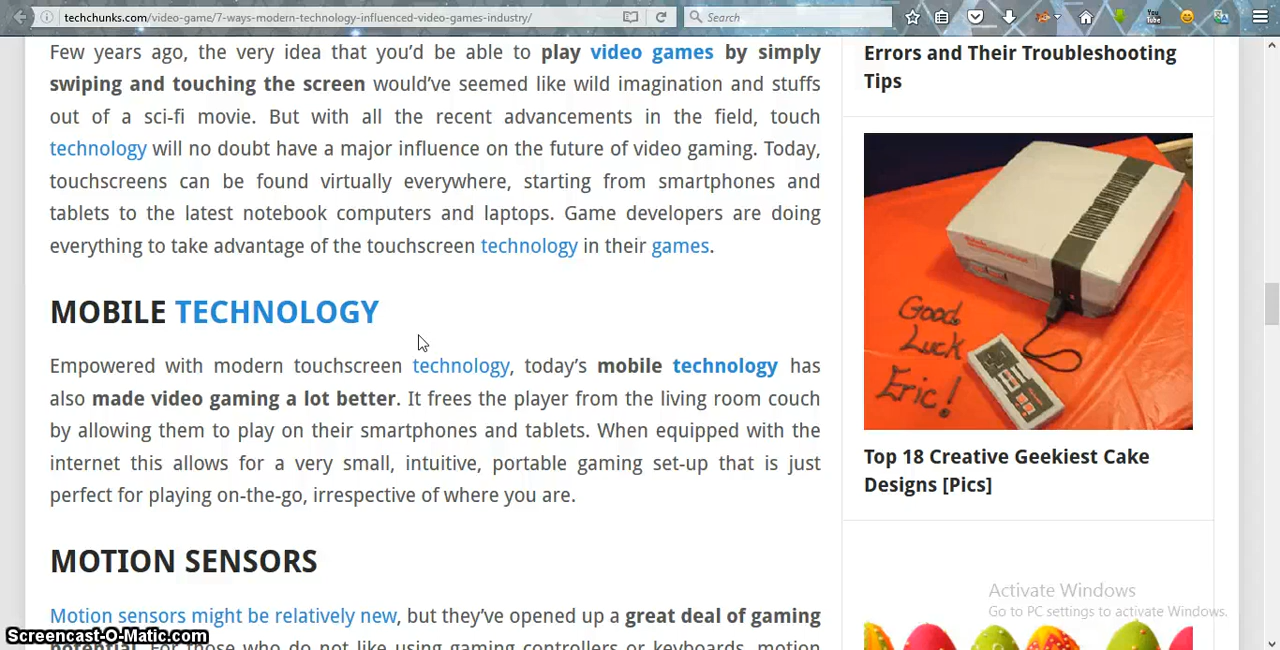 techchunks.com/video-game/7-ways-modern-technology-influenced-video-games-industry/
Search
You
Tube
Few years ago, the very idea that you'd be able to play video games by simply
swiping and touching the screen would've seemed like wild imagination and stuffs
out of a sci-fi movie. But with all the recent advancements in the field, touch
technology will no doubt have a major influence on the future of video gaming. Today,
touchscreens can be found virtually everywhere, starting from smartphones and
tablets to the latest notebook computers and laptops. Game developers are doing
everything to take advantage of the touchscreen technology in their games.
MOBILE TECHNOLOGY
Empowered with modern touchscreen technology, today's mobile technology has
also made video gaming a lot better. It frees the player from the living room couch
by allowing them to play on their smartphones and tablets. When equipped with the
internet this allows for a very small, intuitive, portable gaming set-up that is just
perfect for playing on-the-go, irrespective of where you are.
MOTION SENSORS
Motion sensors might be relatively new, but they've opened up a great deal of gaming
potential. For those who do not like using gaming controllers or keyboards, motion
Errors and Their Troubleshooting
Tips
Good
Luck
Eric!
Top 18 Creative Geekiest Cake
Designs [Pics]
Activate Windows
Go to PC settings to activate Windows.
Screencast-O-Matic.com